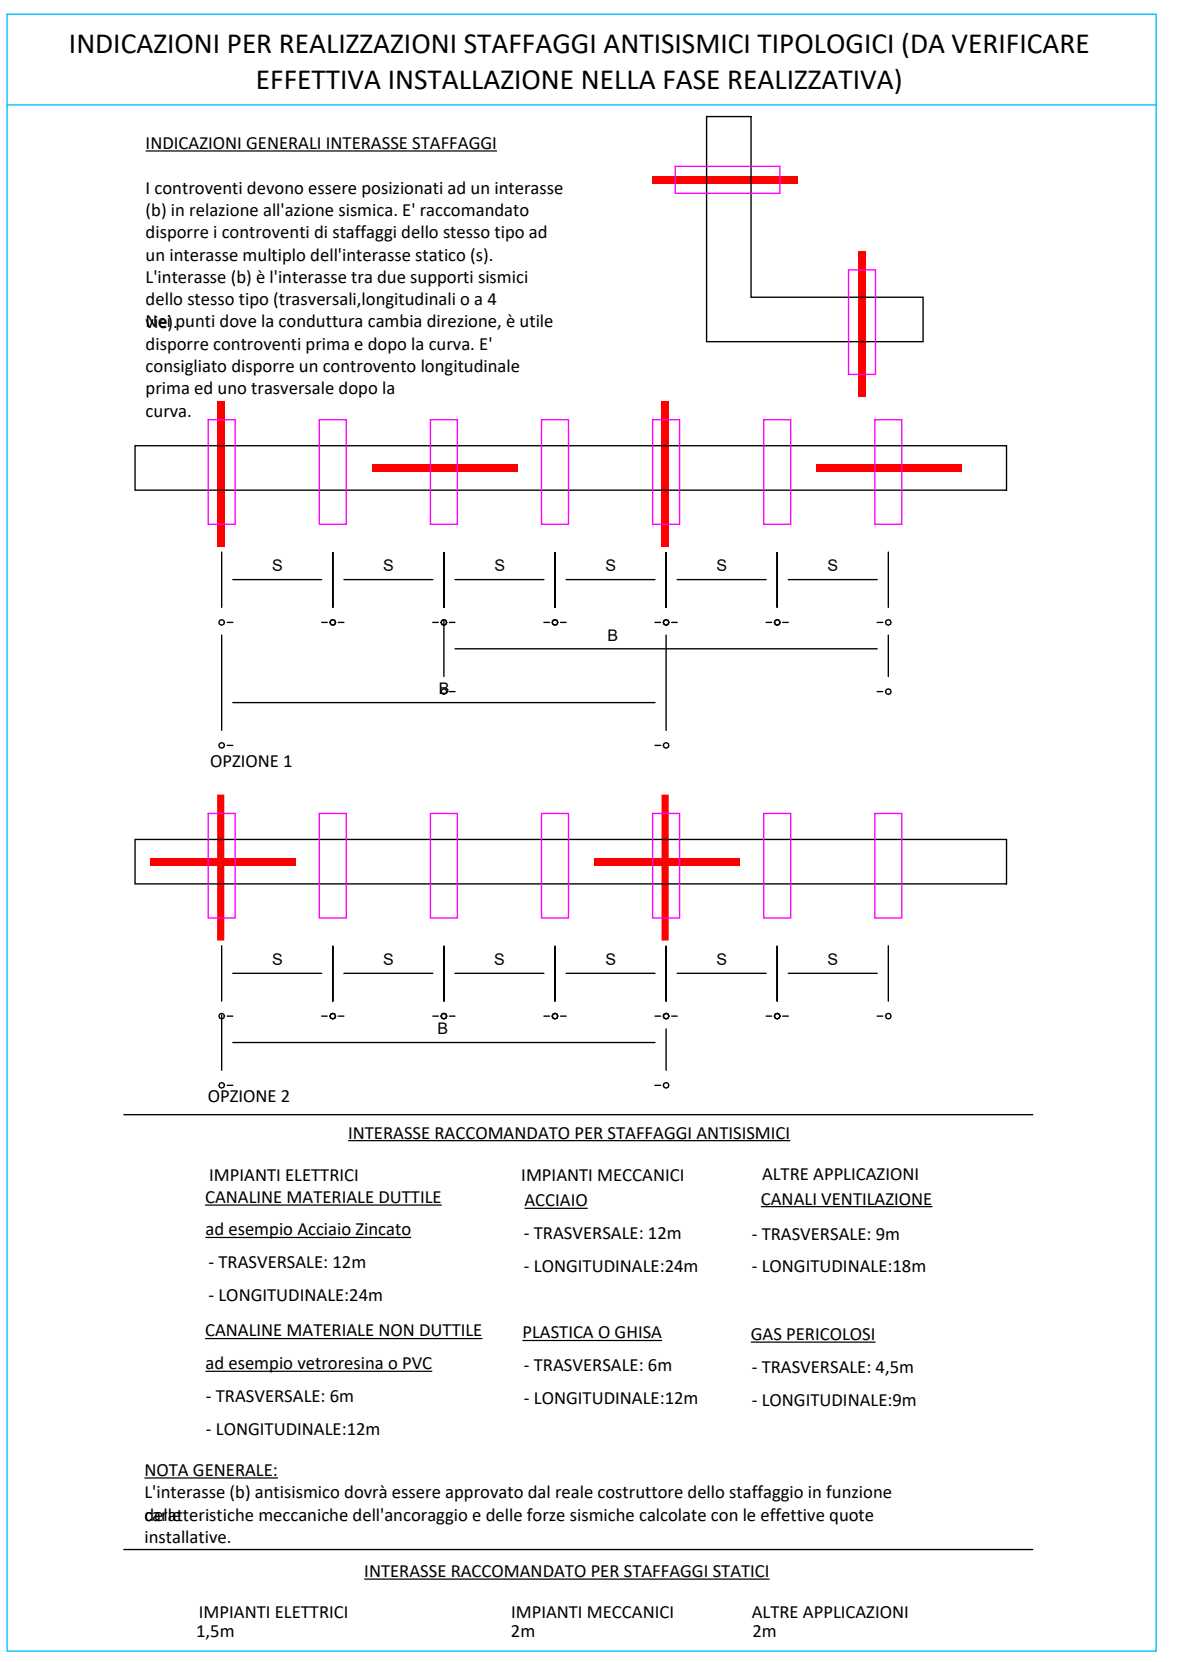 INDICAZIONI PER REALIZZAZIONI STAFFAGGI ANTISISMICI TIPOLOGICI (DA VERIFICARE
EFFETTIVA INSTALLAZIONE NELLA FASE REALIZZATIVA)
INDICAZIONI GENERALI INTERASSE STAFFAGGI
I controventi devono essere posizionati ad un interasse
(b) in relazione all'azione sismica. E' raccomandato
disporre i controventi di staffaggi dello stesso tipo ad
un interasse multiplo dell'interasse statico (s).
L'interasse (b) è l'interasse tra due supporti sismici
dello stesso tipo (trasversali,longitudinali o a 4
vie).
Nei punti dove la conduttura cambia direzione, è utile
disporre controventi prima e dopo la curva. E'
consigliato disporre un controvento longitudinale
prima ed uno trasversale dopo la
curva.
S S S S S S
B
B
OPZIONE 1
S S S S S S
B
OPZIONE 2
INTERASSE RACCOMANDATO PER STAFFAGGI ANTISISMICI
IMPIANTI ELETTRICI
CANALINE MATERIALE DUTTILE
ad esempio Acciaio Zincato
- TRASVERSALE: 12m
- LONGITUDINALE:24m
CANALINE MATERIALE NON DUTTILE
ad esempio vetroresina o PVC
- TRASVERSALE: 6m
- LONGITUDINALE:12m
IMPIANTI MECCANICI
ACCIAIO
- TRASVERSALE: 12m
- LONGITUDINALE:24m
PLASTICA O GHISA
- TRASVERSALE: 6m
- LONGITUDINALE:12m
ALTRE APPLICAZIONI
CANALI VENTILAZIONE
- TRASVERSALE: 9m
- LONGITUDINALE:18m
GAS PERICOLOSI
- TRASVERSALE: 4,5m
- LONGITUDINALE:9m
NOTA GENERALE:
L'interasse (b) antisismico dovrà essere approvato dal reale costruttore dello staffaggio in funzione
delle
caratteristiche meccaniche dell'ancoraggio e delle forze sismiche calcolate con le effettive quote
installative.
INTERASSE RACCOMANDATO PER STAFFAGGI STATICI
IMPIANTI ELETTRICI
1,5m
IMPIANTI MECCANICI
2m
ALTRE APPLICAZIONI
2m